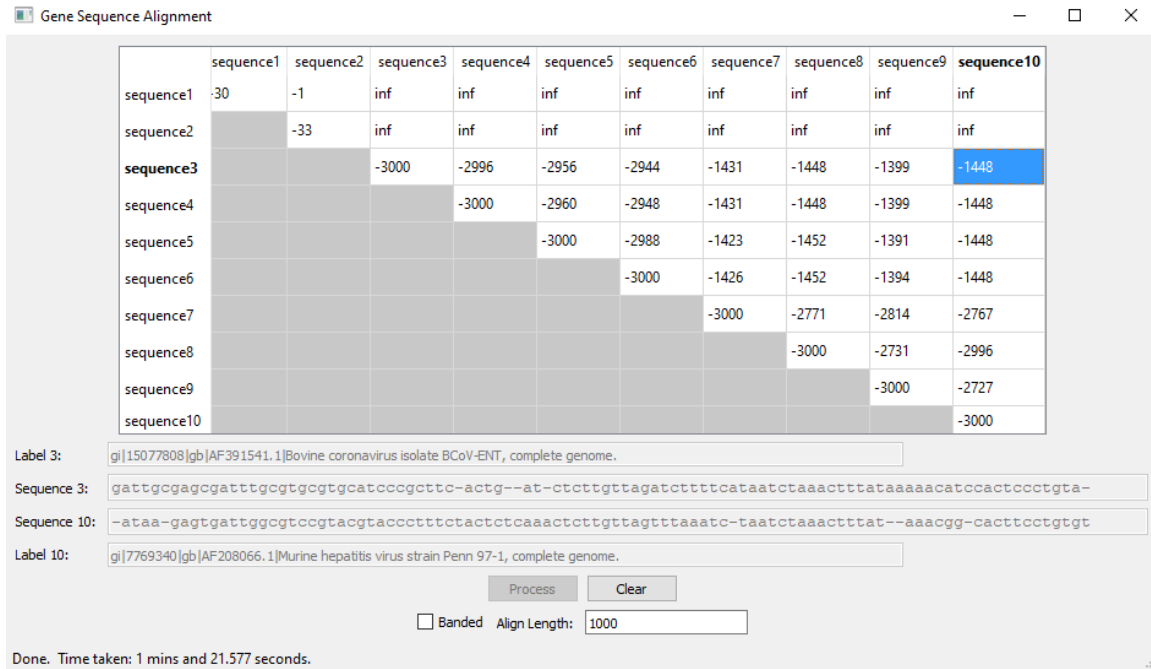 Gene Sequence Alignment
sequence1 sequence2 sequence3 sequence4 sequence5 sequence6 sequence7 sequence8 sequence9 sequence10
sequence1 -30 -1 inf inf inf inf inf inf inf inf
sequence2 -33 inf inf inf inf inf inf inf inf
sequence3 -3000 -2996 -2956 -2944 -1431 -1448 -1399 -1448
sequence4 -3000 -2960 -2948 -1431 -1448 -1399 -1448
sequence5 -3000 -2988 -1423 -1452 -1391 -1448
sequence6 -3000 -1426 -1452 -1394 -1448
sequence7 -3000 -2771 -2814 -2767
sequence8 -3000 -2731 -2996
sequence9 -3000 -2727
sequence10 -3000
Label 3: gi|15077808|gb|AF391541.1|Bovine coronavirus isolate BCoV-ENT, complete genome.
Sequence 3: gattgcgagcgatttgcgtgcgtgcatcccgcttc-actg--at-ctcttgttagatcttttcataatctaaactttataaaaacatccactccctgta-
Sequence 10: -ataa-gagtgattggcgtccgtacgtaccctttctactctcaaactcttgttagtttaaatc-taatctaaactttat--aaacgg-cacttcctgtgt
Label 10: gi|7769340|gb|AF208066.1|Murine hepatitis virus strain Penn 97-1, complete genome.
Process Clear
Banded Align Length: 1000
Done. Time taken: 1 mins and 21.577 seconds.